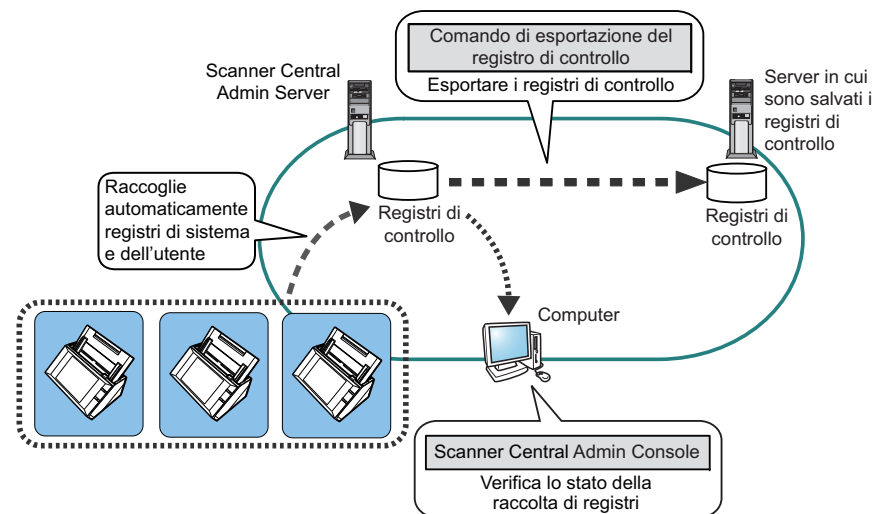 Comando di esportazione del
registro di controllo
Esportare i registri di controllo
Scanner Central
Admin Server
Server in cui
sono salvati i
registri di
controllo
Raccoglie
automaticamente
registri di sistema
e dell'utente
Registri di
controllo
Registri di
controllo
Computer
Scanner Central Admin Console
Verifica lo stato della
raccolta di registri